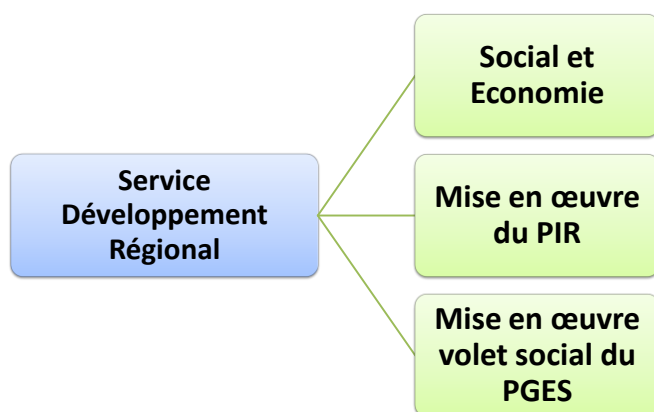 Service
Développement
Régional
Social et
Economie
Mise en œuvre
du PIR
Mise en œuvre
volet social du
PGES